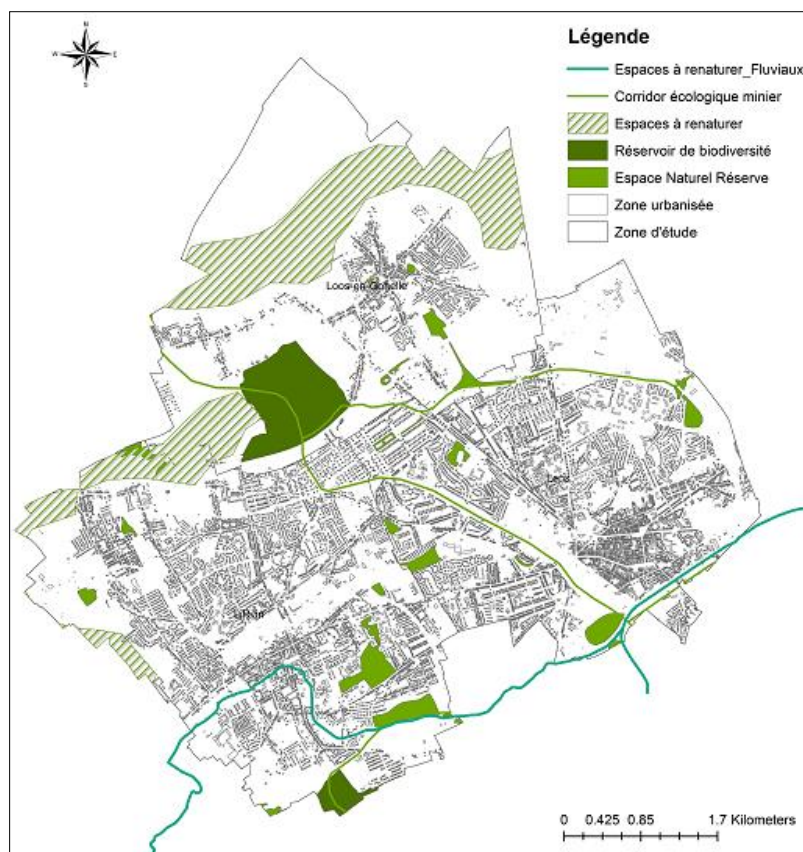 N
W
E
S
Légende
Espaces à renaturer_Fluviaux
Corridor écologique minier
Espaces à renaturer
Réservoir de biodiversité
Espace Naturel Réserve
Zone urbanisée
Zone d'étude
Loos-en-Gohelle
Lens
Liévin
0 0.425 0.85 1.7 Kilometers